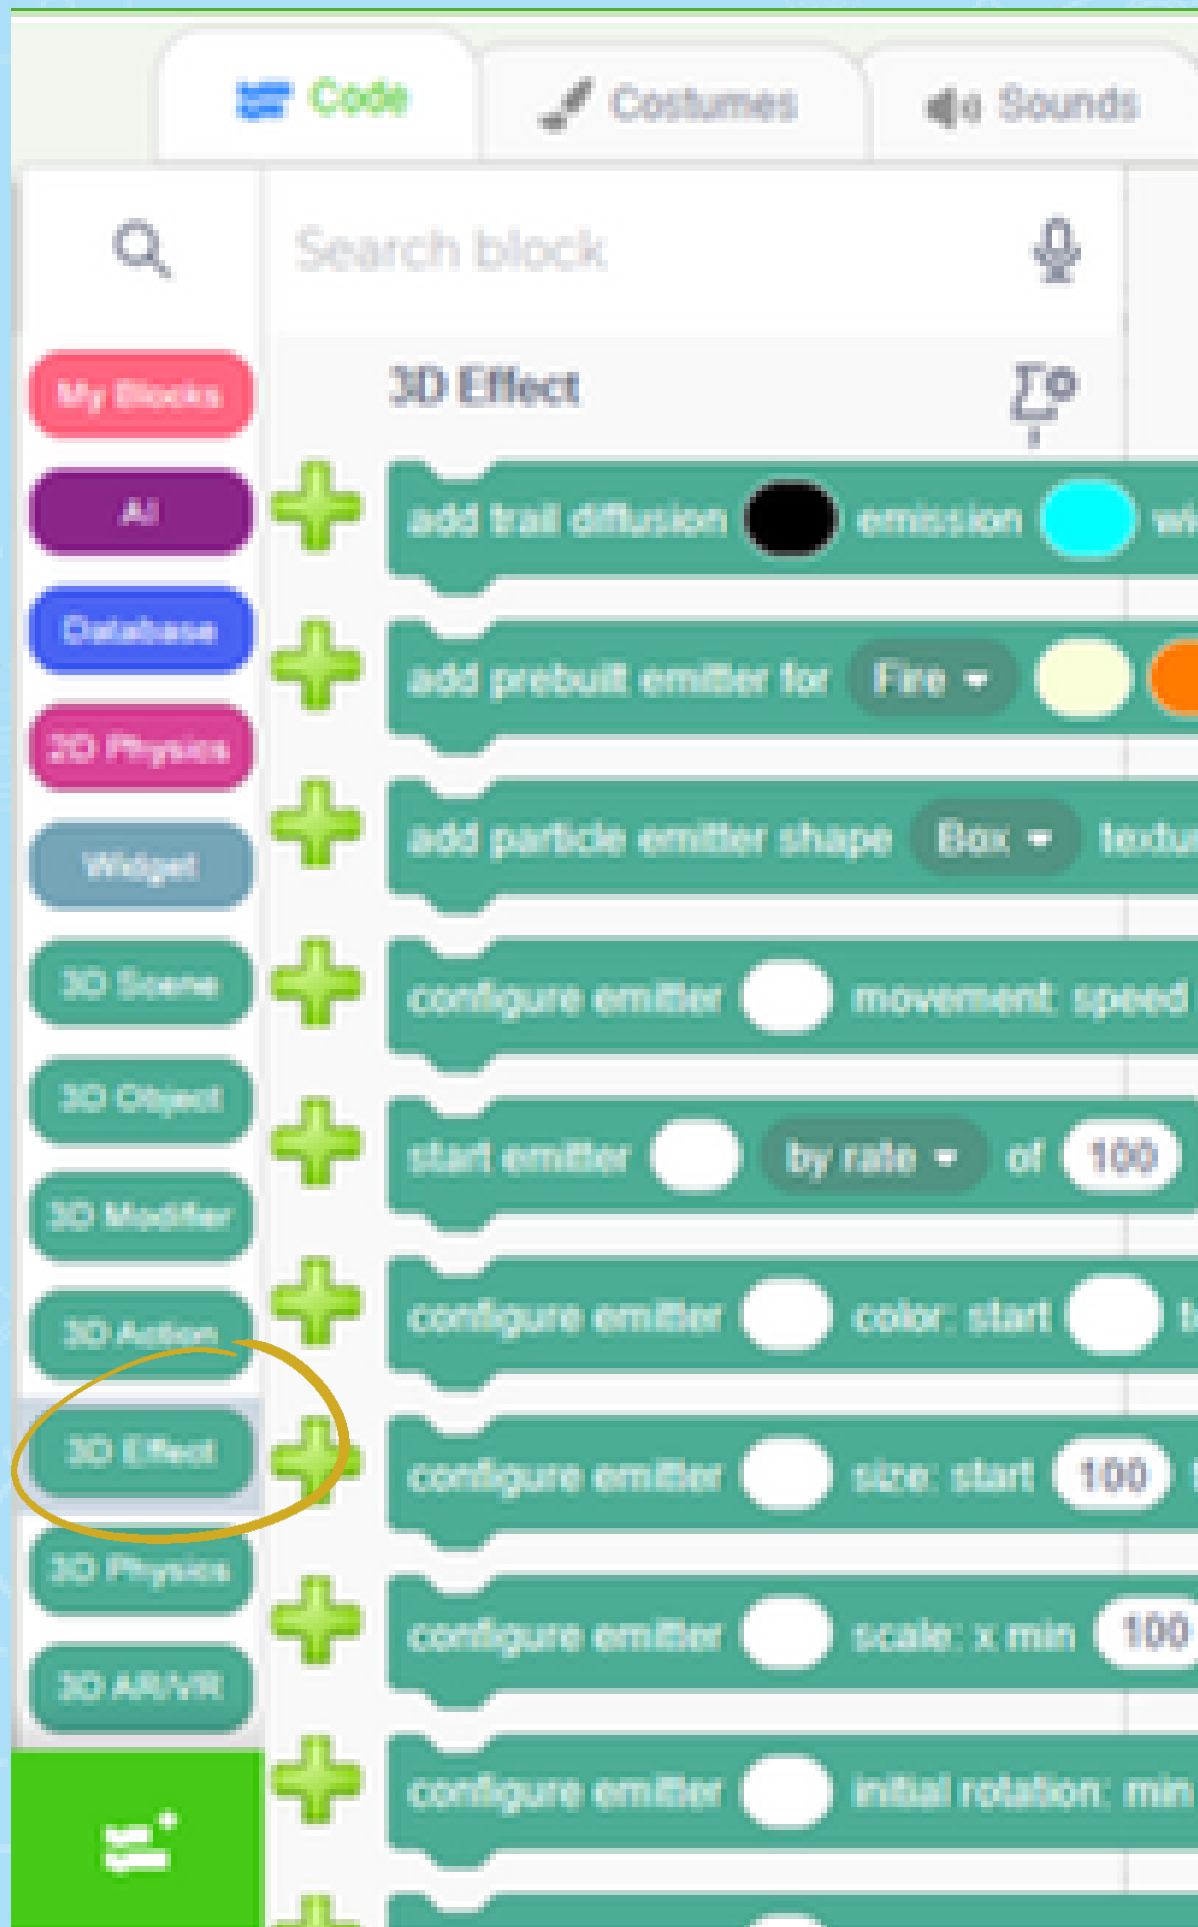 Code Costumes Sounds
Search block
My Blocks
AI
Database
2D Physics
Widget
3D Scene
3D Object
3D Modifier
3D Action
3D Effect
3D Physics
3D AR/VR
3D Effect
add trail diffusion emission
add prebuilt emitter for Fire
add particle emitter shape Box
configure emitter movement: speed
start emitter by rate of 100
configure emitter color: start
configure emitter size: start 100
configure emitter scale: x min 100
configure emitter initial rotation: min